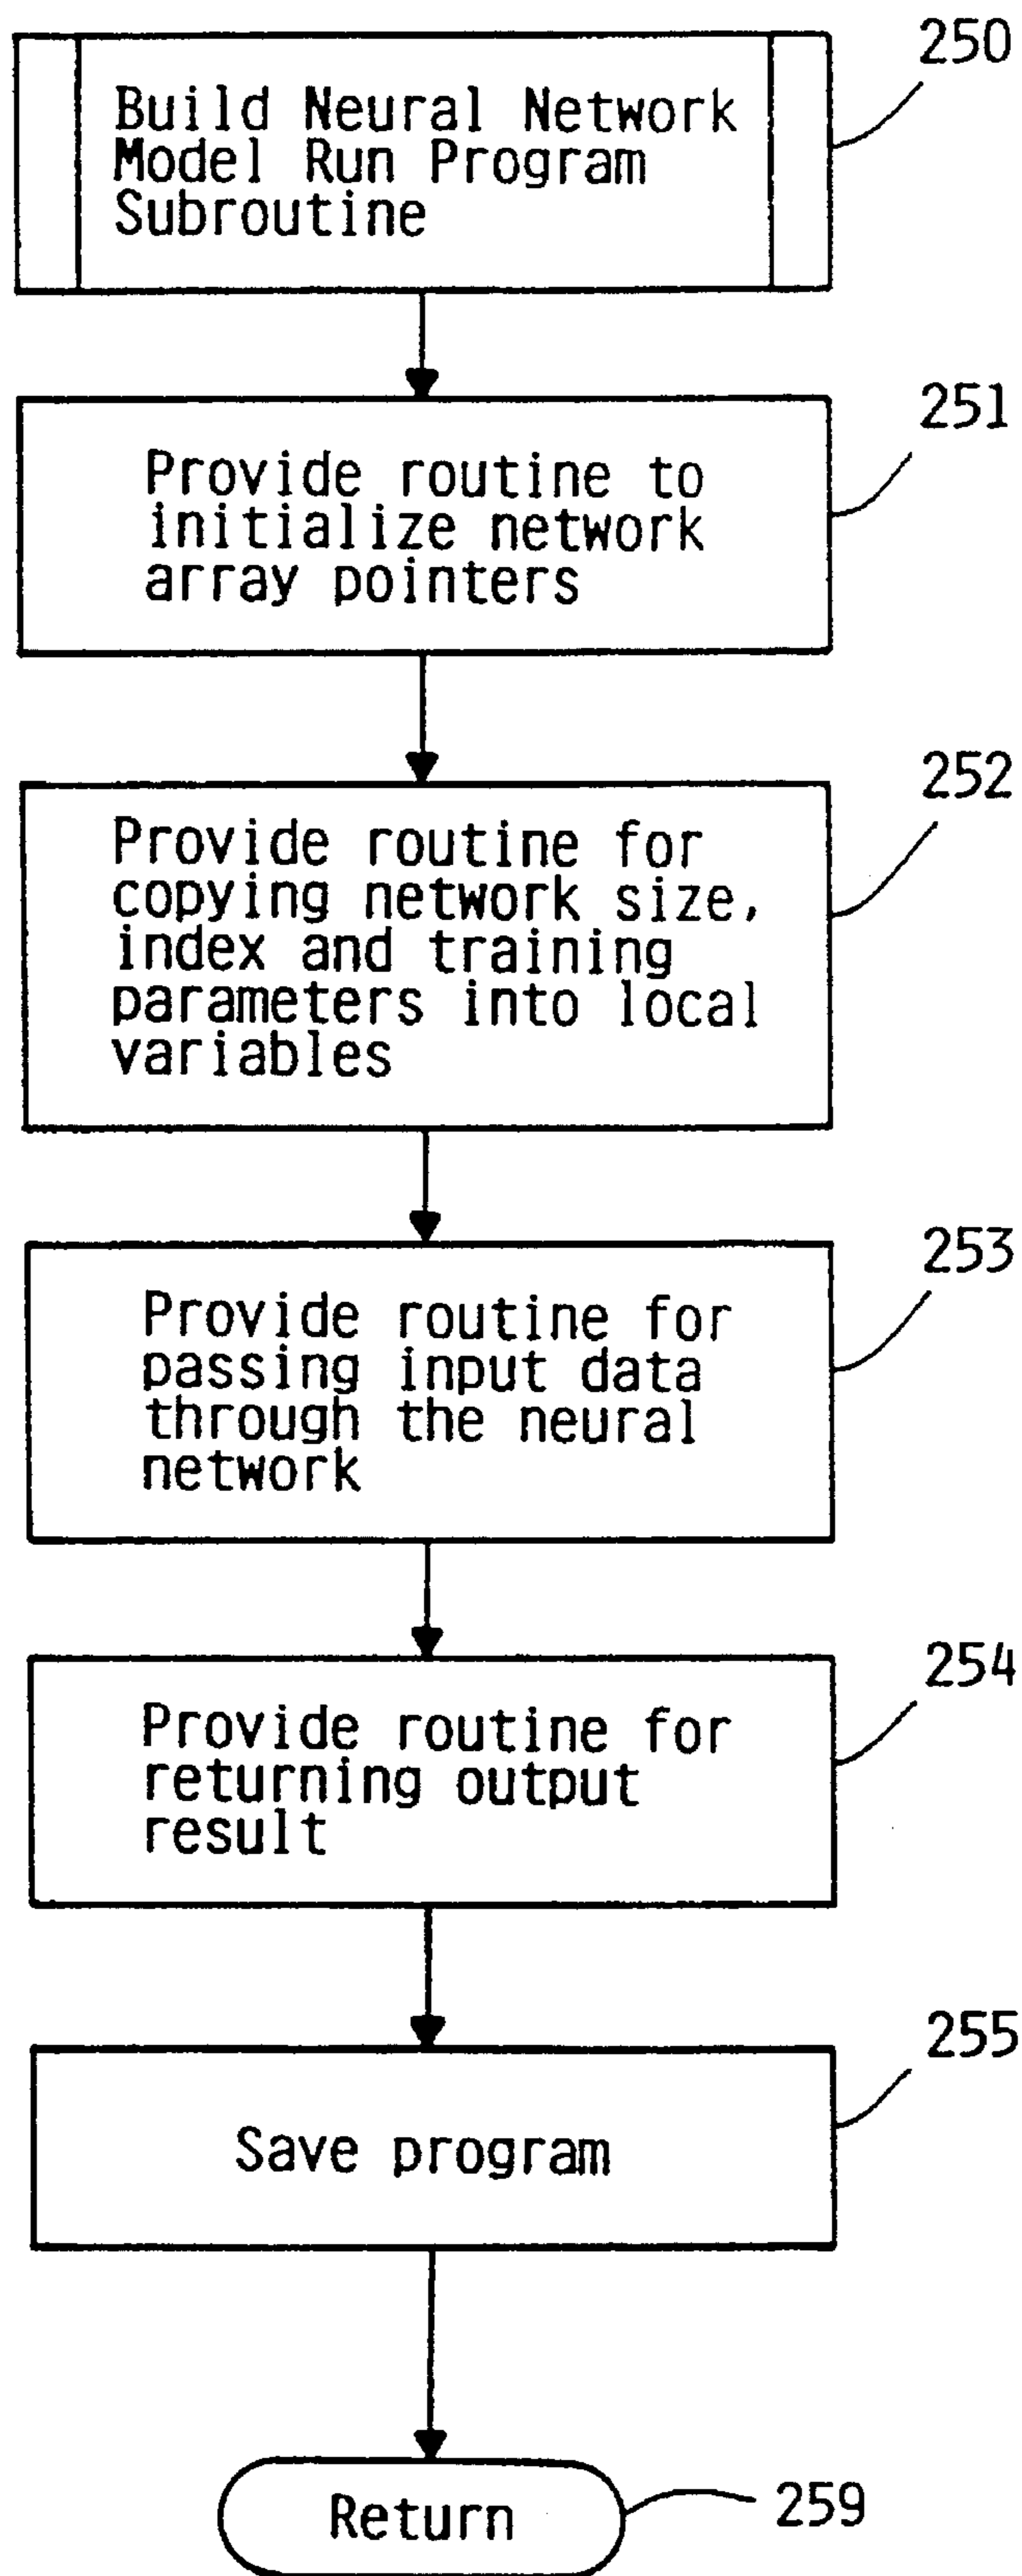 250
Build Neural Network
Model Run Program
Subroutine
251
Provide routine to
initialize network
array pointers
252
Provide routine for
copying network size,
index and training
parameters into local
variables
253
Provide routine for
passing input data
through the neural
network
254
Provide routine for
returning output
result
255
Save program
Return
259